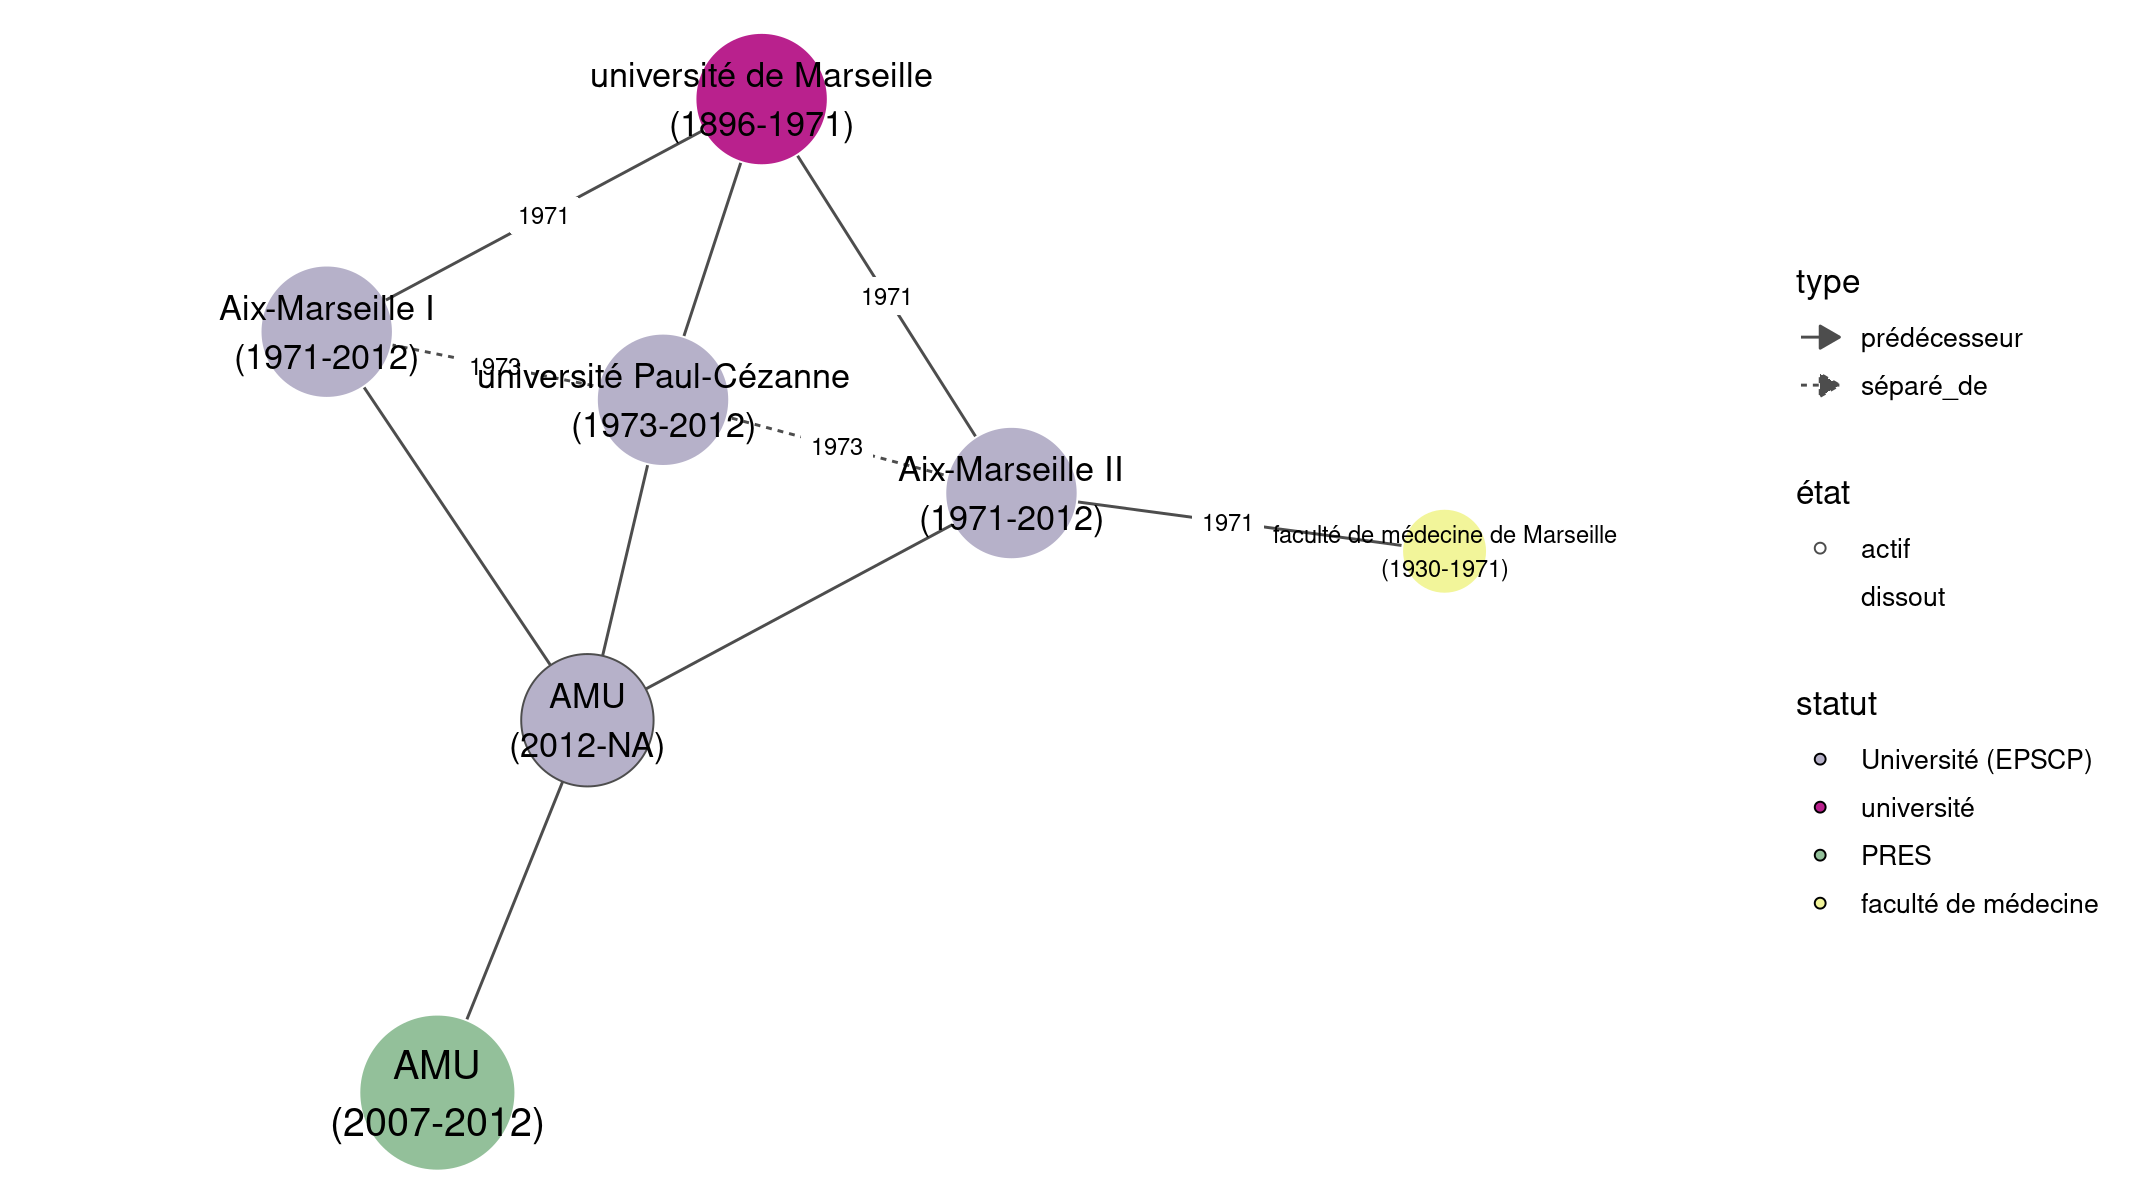 université de Marseille
(1896-1971)
1971
Aix-Marseille I
(1971-2012)
1971
1973
université Paul-Cézanne
(1973-2012)
1973
Aix-Marseille II
(1971-2012)
1971
faculté de médecine de Marseille
(1930-1971)
AMU
(2012-NA)
AMU
(2007-2012)
type
prédécesseur
séparé_de
état
actif
dissout
statut
Université (EPSCP)
université
PRES
faculté de médecine